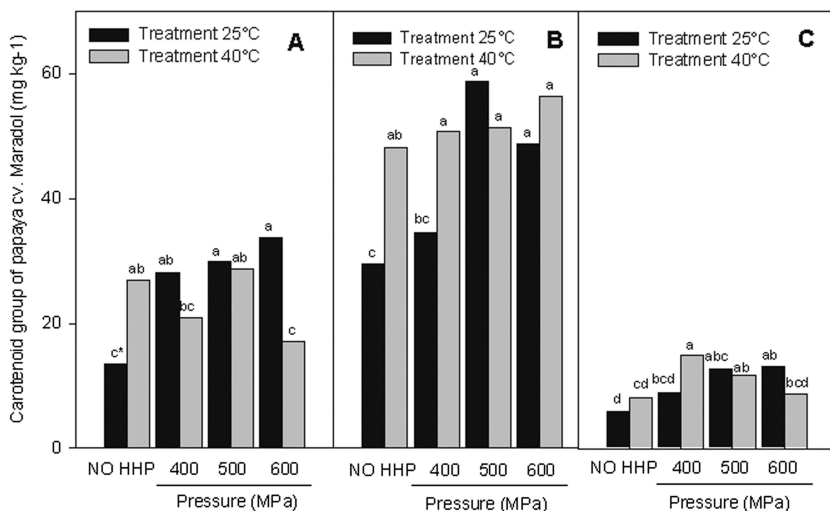 Carotenoid group of papaya cv. Maradol (mg kg-1)
60
40
20
0
Treatment 25°C
Treatment 40°C
A
c*
ab
ab
bc
a
ab
a
c
NO HHP
400
500
600
Pressure (MPa)
Treatment 25°C
Treatment 40°C
B
c
ab
bc
a
a
a
a
a
NO HHP
400
500
600
Pressure (MPa)
Treatment 25°C
Treatment 40°C
C
d
cd
bcd
a
abc
ab
ab
bcd
NO HHP
400
500
600
Pressure (MPa)